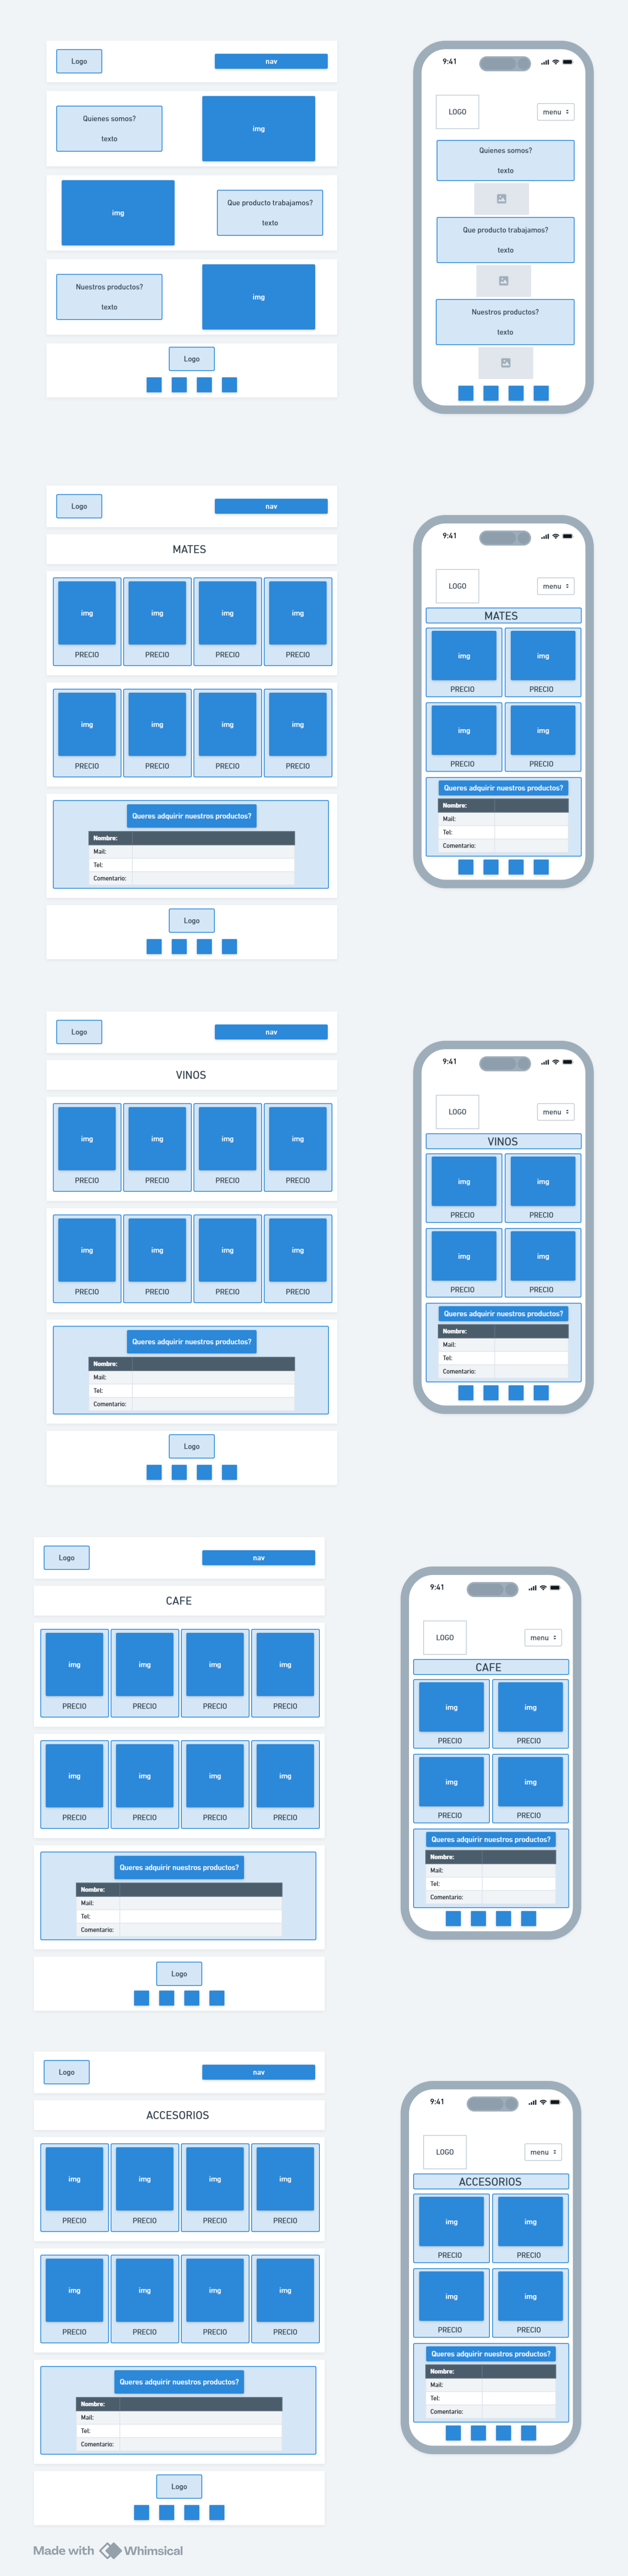 Logo
nav
Quienes somos?
texto
img
img
Que producto trabajamos?
texto
Nuestros productos?
texto
img
Logo
9:41
LOGO
menu
Quienes somos?
texto
Que producto trabajamos?
texto
Nuestros productos?
texto
Logo
nav
MATES
img img img img
PRECIO PRECIO PRECIO PRECIO
img img img img
PRECIO PRECIO PRECIO PRECIO
Queres adquirir nuestros productos?
Nombre:
Mail:
Tel:
Comentario:
Logo
9:41
LOGO
menu
MATES
img img
PRECIO PRECIO
img img
PRECIO PRECIO
Queres adquirir nuestros productos?
Nombre:
Mail:
Tel:
Comentario:
Logo
nav
VINOS
img img img img
PRECIO PRECIO PRECIO PRECIO
img img img img
PRECIO PRECIO PRECIO PRECIO
Queres adquirir nuestros productos?
Nombre:
Mail:
Tel:
Comentario:
Logo
9:41
LOGO
menu
VINOS
img img
PRECIO PRECIO
img img
PRECIO PRECIO
Queres adquirir nuestros productos?
Nombre:
Mail:
Tel:
Comentario:
Logo
nav
CAFE
img img img img
PRECIO PRECIO PRECIO PRECIO
img img img img
PRECIO PRECIO PRECIO PRECIO
Queres adquirir nuestros productos?
Nombre:
Mail:
Tel:
Comentario:
Logo
9:41
LOGO
menu
CAFE
img img
PRECIO PRECIO
img img
PRECIO PRECIO
Queres adquirir nuestros productos?
Nombre:
Mail:
Tel:
Comentario:
Logo
nav
ACCESORIOS
img img img img
PRECIO PRECIO PRECIO PRECIO
img img img img
PRECIO PRECIO PRECIO PRECIO
Queres adquirir nuestros productos?
Nombre:
Mail:
Tel:
Comentario:
Logo
9:41
LOGO
menu
ACCESORIOS
img img
PRECIO PRECIO
img img
PRECIO PRECIO
Queres adquirir nuestros productos?
Nombre:
Mail:
Tel:
Comentario:
Made with Whimsical